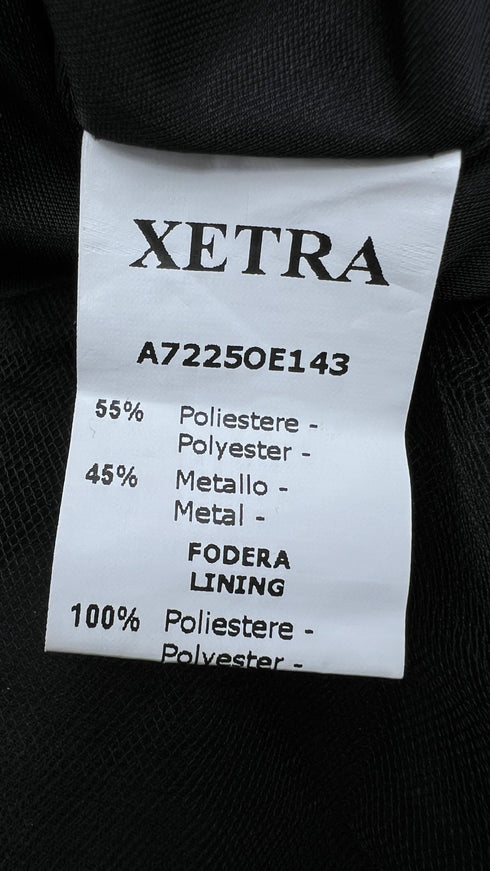 XETRA
A7225OE143
55% Poliestere -
Polyester -
45% Metallo -
Metal -
FODERA
LINING
100% Poliestere -
Polyester -